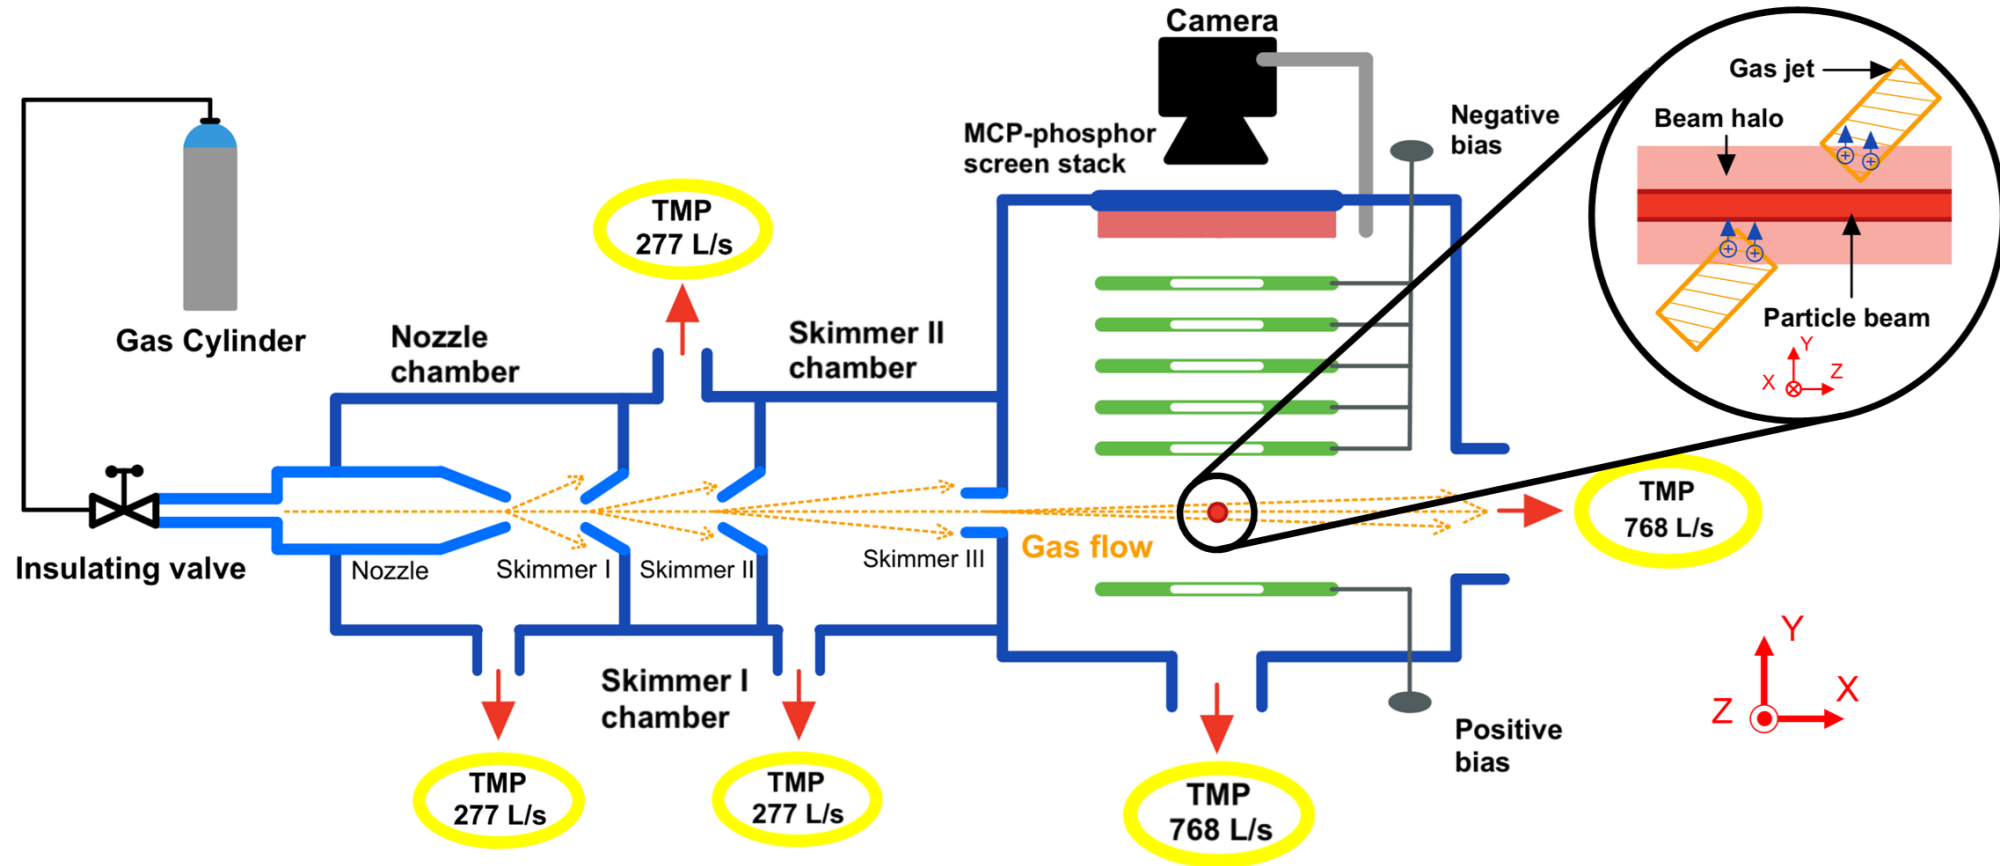 Camera
Gas jet
Beam halo
Negative
bias
MCP-phosphor
screen stack
TMP
277 L/s
Gas Cylinder
Nozzle
chamber
Skimmer II
chamber
Particle beam
Y
X
Z
TMP
768 L/s
Insulating valve
Nozzle
Skimmer I
Skimmer II
Skimmer III
Gas flow
Skimmer I
chamber
Positive
bias
Y
Z
X
TMP
277 L/s
TMP
277 L/s
TMP
768 L/s